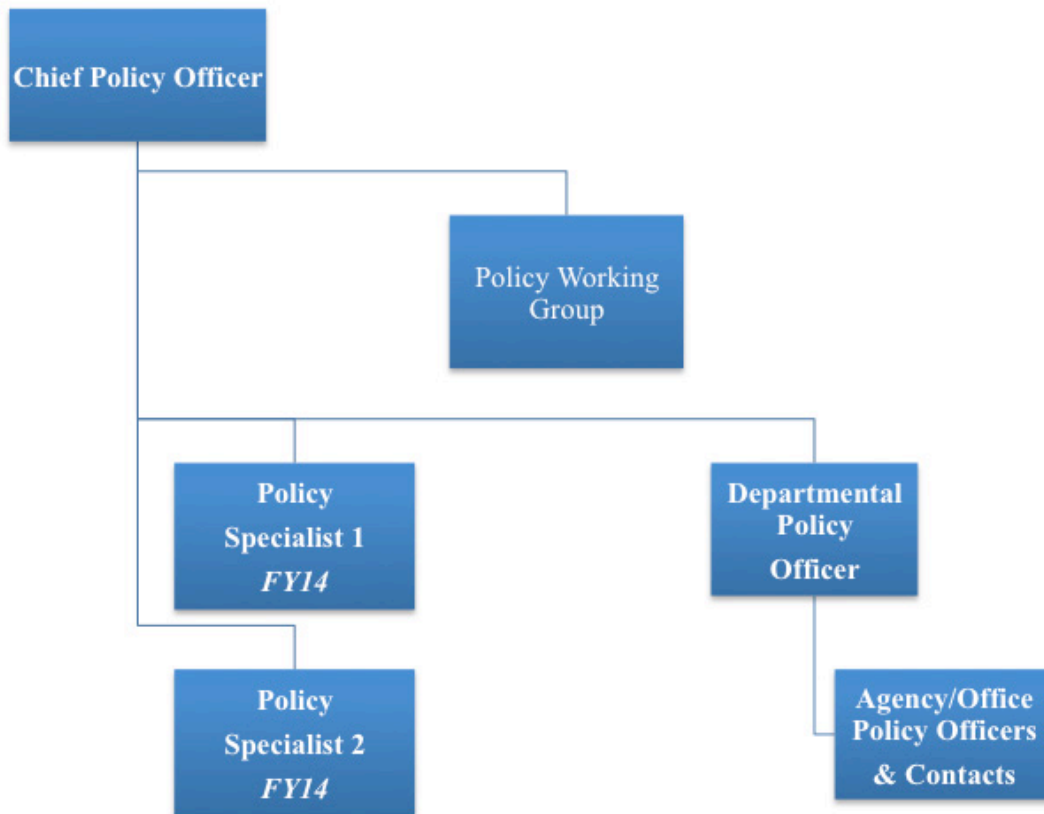 Chief Policy Officer
Policy Working
Group
Policy
Specialist 1
FY14
Departmental
Policy
Officer
Policy
Specialist 2
FY14
Agency/Office
Policy Officers
& Contacts